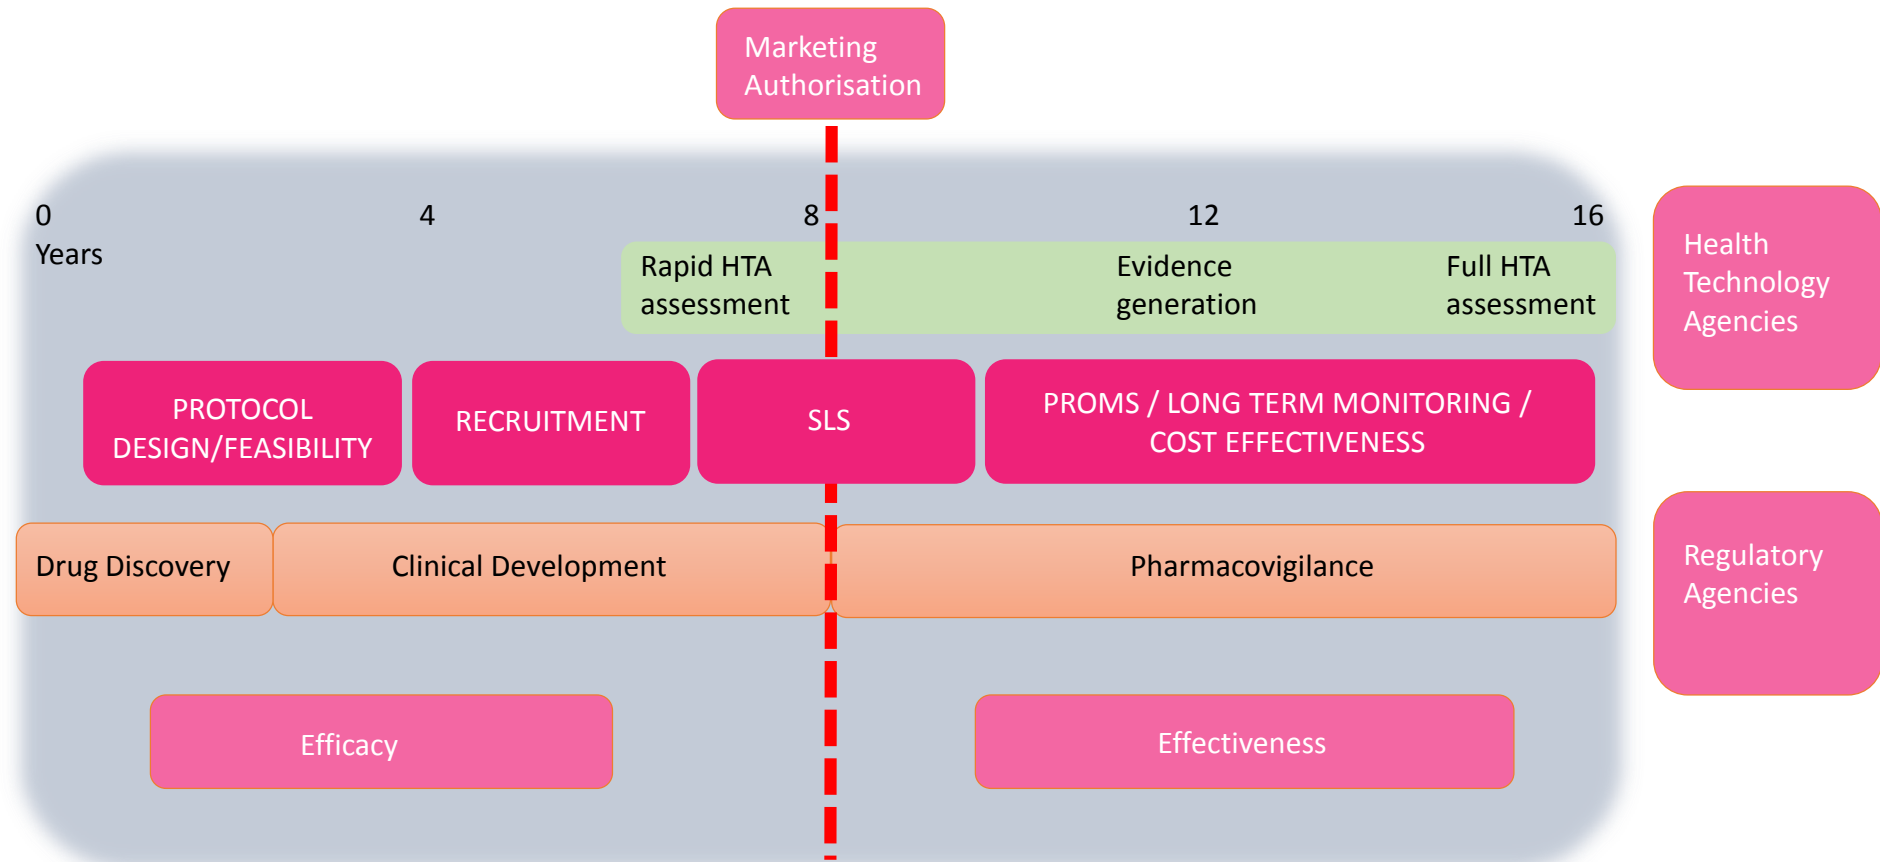 Marketing
Authorisation
0
4
8
12
16
Years
Rapid HTA
assessment
Evidence
generation
Full HTA
assessment
Health
Technology
Agencies
PROTOCOL
DESIGN/FEASIBILITY
RECRUITMENT
SLS
PROMS / LONG TERM MONITORING /
COST EFFECTIVENESS
Drug Discovery
Clinical Development
Pharmacovigilance
Regulatory
Agencies
Efficacy
Effectiveness